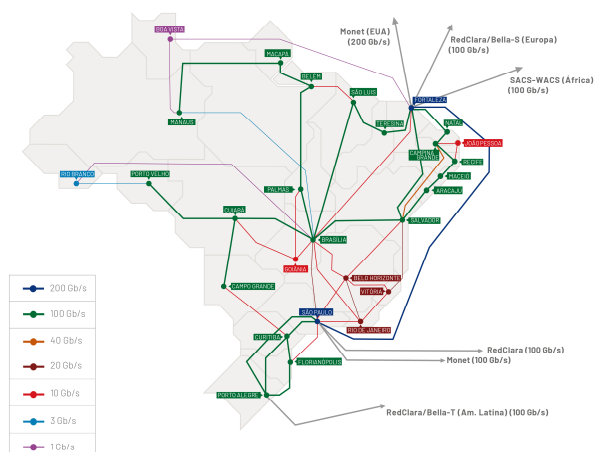 BOA VISTA
Monet (EUA)
(200 Gb/s)
RedClara/Bella-S (Europa)
(100 Gb/s)
MACAPÁ
BELÉM
SACS-WACS (África)
(100 Gb/s)
SÃO LUIS
FORTALEZA
MANAUS
TERESINA
NATAL
JOÃO PESSOA
CAMPINA
GRANDE
RECIFE
RIO BRANCO
PORTO VELHO
MACEIÓ
PALMAS
ARACAJU
CUIABÁ
SALVADOR
BRASÍLIA
GOIÂNIA
BELO HORIZONTE
200 Gb/s
CAMPO GRANDE
VITÓRIA
100 Gb/s
SÃO PAULO
RIO DE JANEIRO
40 Gb/s
CURITIBA
RedClara (100 Gb/s)
20 Gb/s
FLORIANÓPOLIS
Monet (100 Gb/s)
10 Gb/s
PORTO ALEGRE
RedClara/Bella-T (Am. Latina) (100 Gb/s)
3 Gb/s
1 Gb/s